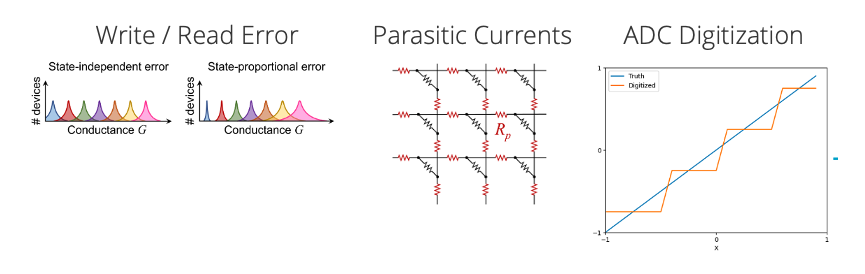 Write / Read Error
Parasitic Currents
ADC Digitization
State-independent error
State-proportional error
# devices
Conductance G
# devices
Conductance G
R_p
Truth
Digitized
1
0
−1
−1
0
1
x